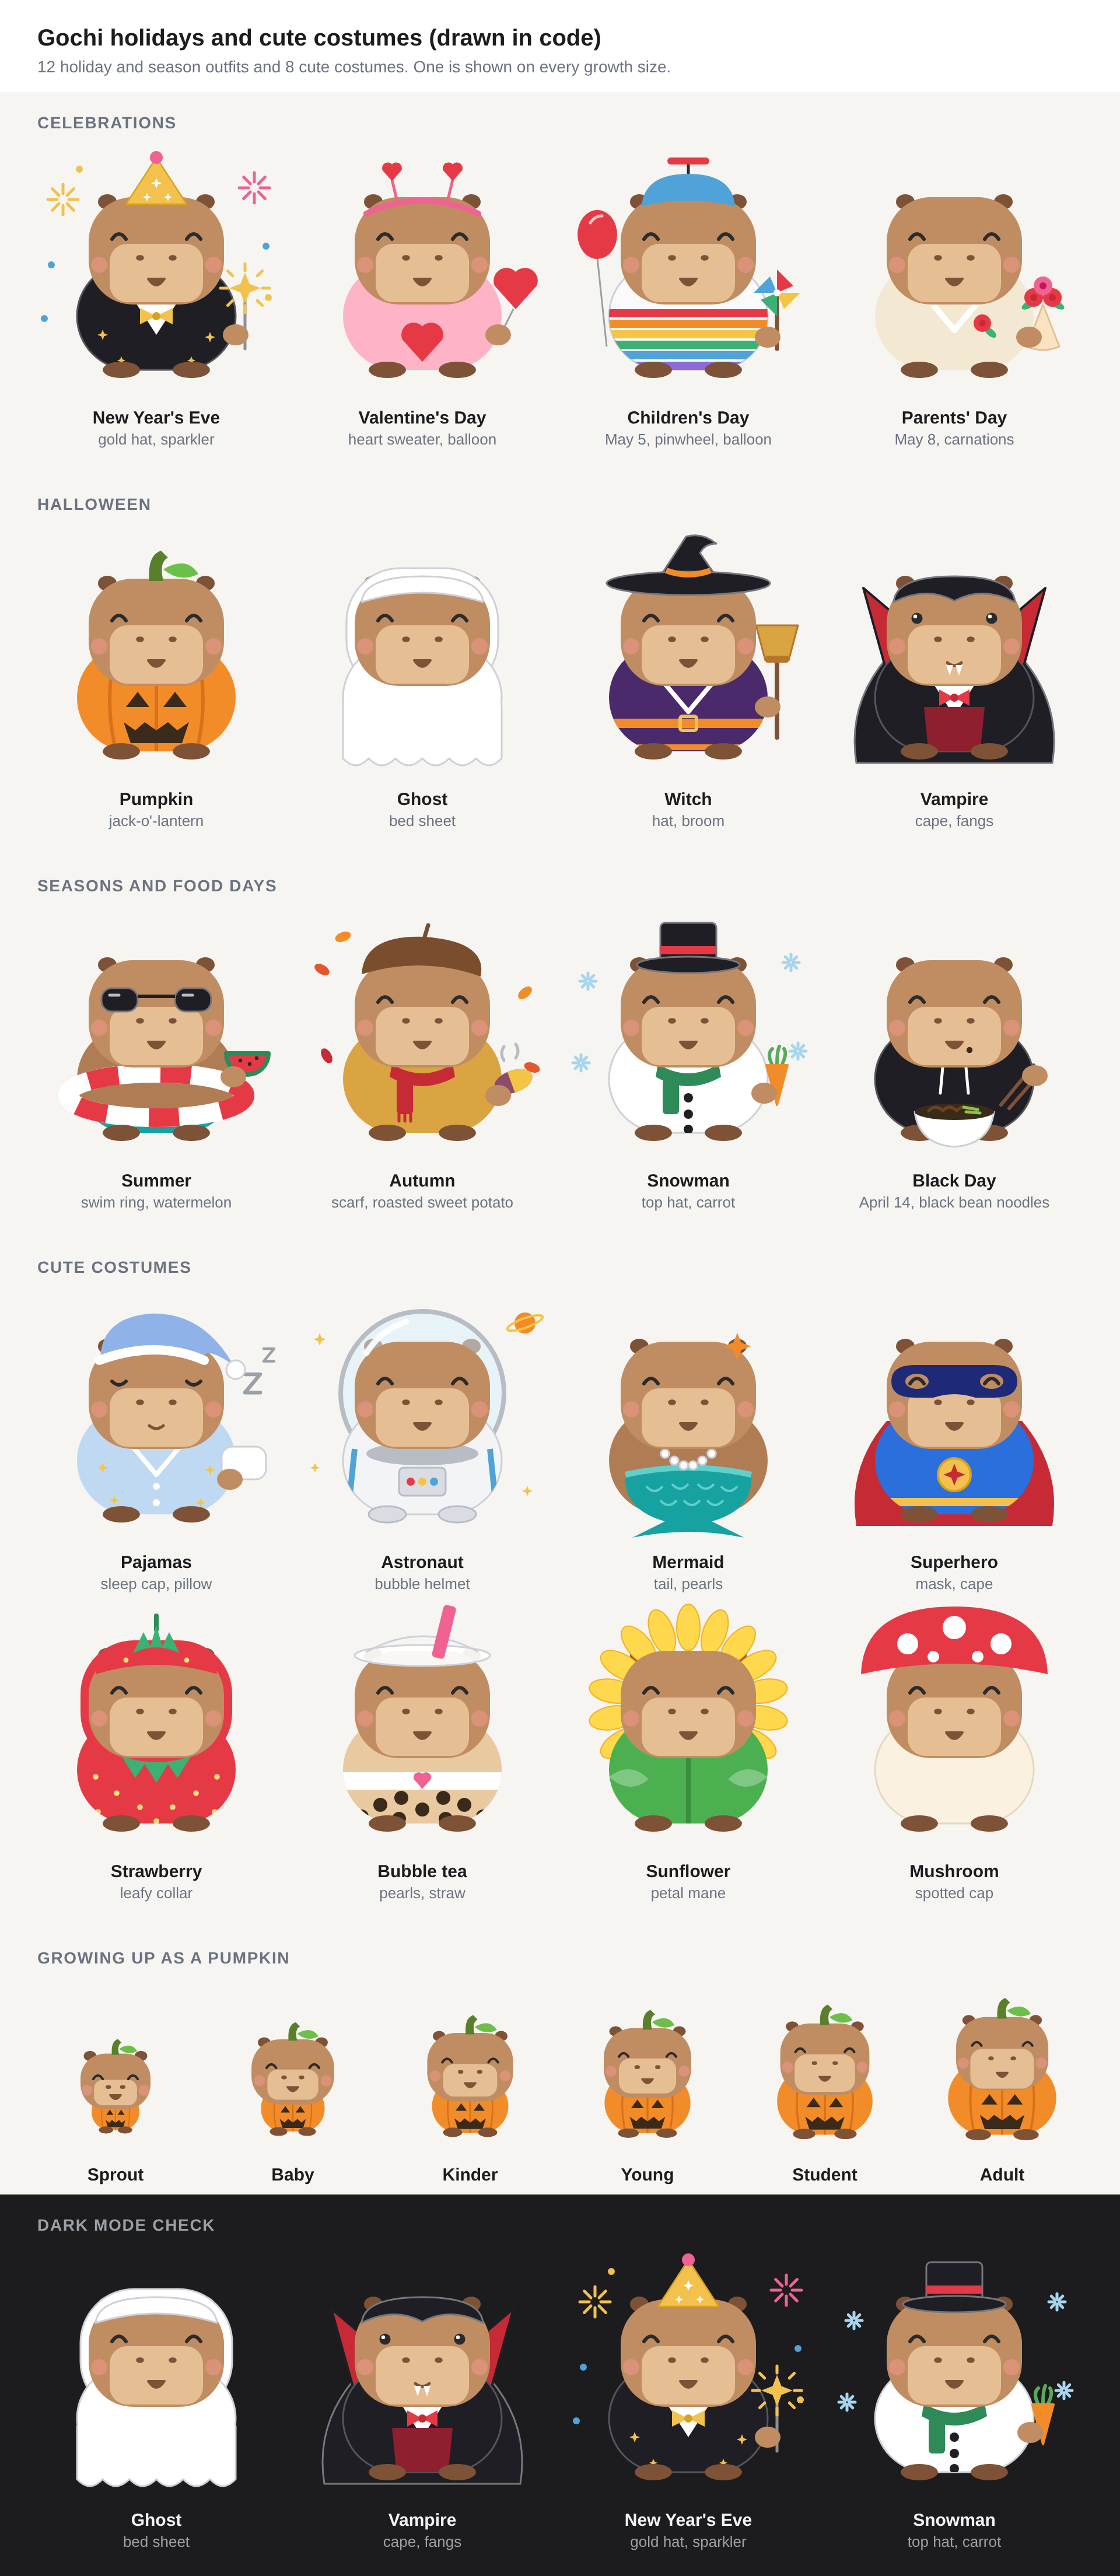 Gochi holidays and cute costumes (drawn in code)
12 holiday and season outfits and 8 cute costumes. One is shown on every growth size.
CELEBRATIONS
New Year's Eve
gold hat, sparkler
Valentine's Day
heart sweater, balloon
Children's Day
May 5, pinwheel, balloon
Parents' Day
May 8, carnations
HALLOWEEN
Pumpkin
jack-o'-lantern
Ghost
bed sheet
Witch
hat, broom
Vampire
cape, fangs
SEASONS AND FOOD DAYS
Summer
swim ring, watermelon
Autumn
scarf, roasted sweet potato
Snowman
top hat, carrot
Black Day
April 14, black bean noodles
CUTE COSTUMES
Z
Z
Pajamas
sleep cap, pillow
Astronaut
bubble helmet
Mermaid
tail, pearls
Superhero
mask, cape
Strawberry
leafy collar
Bubble tea
pearls, straw
Sunflower
petal mane
Mushroom
spotted cap
GROWING UP AS A PUMPKIN
Sprout
Baby
Kinder
Young
Student
Adult
DARK MODE CHECK
Ghost
bed sheet
Vampire
cape, fangs
New Year's Eve
gold hat, sparkler
Snowman
top hat, carrot